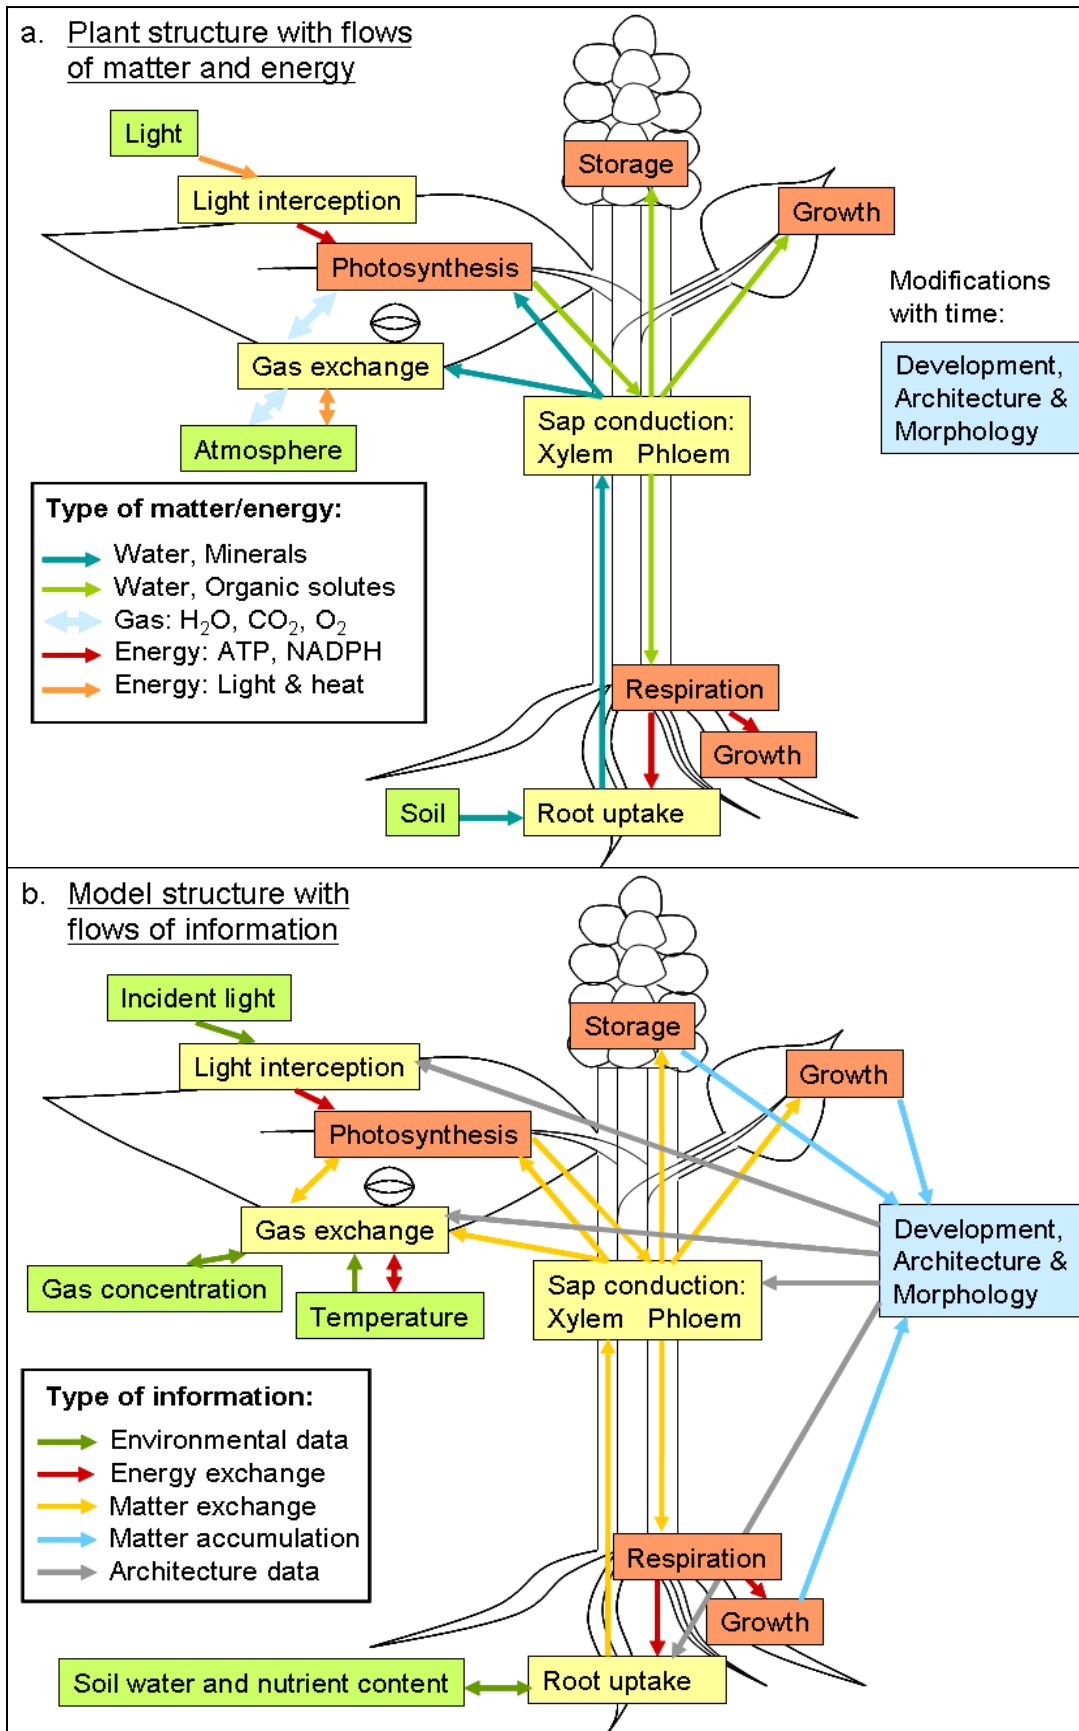 a. Plant structure with flows
of matter and energy
Light
Light interception
Photosynthesis
Gas exchange
Atmosphere
Storage
Growth
Modifications
with time:
Development,
Architecture &
Morphology
Sap conduction:
Xylem Phloem
Type of matter/energy:
Water, Minerals
Water, Organic solutes
Gas: H₂O, CO₂, O₂
Energy: ATP, NADPH
Energy: Light & heat
Respiration
Growth
Soil
Root uptake
b. Model structure with
flows of information
Incident light
Light interception
Photosynthesis
Gas exchange
Gas concentration
Temperature
Storage
Growth
Development,
Architecture &
Morphology
Sap conduction:
Xylem Phloem
Type of information:
Environmental data
Energy exchange
Matter exchange
Matter accumulation
Architecture data
Respiration
Growth
Soil water and nutrient content
Root uptake